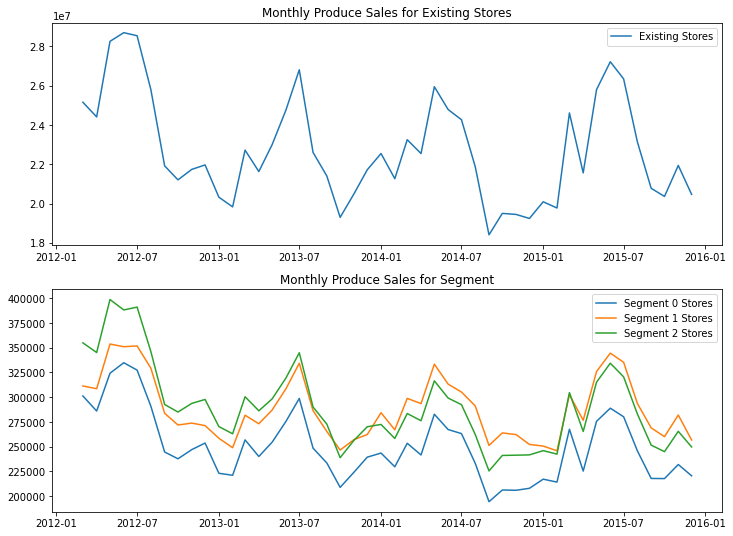 Monthly Produce Sales for Existing Stores
1e7
Existing Stores
2.8
2.6
2.4
2.2
2.0
1.8
2012-01 2012-07 2013-01 2013-07 2014-01 2014-07 2015-01 2015-07 2016-01
Monthly Produce Sales for Segment
Segment 0 Stores
Segment 1 Stores
Segment 2 Stores
400000
375000
350000
325000
300000
275000
250000
225000
200000
2012-01 2012-07 2013-01 2013-07 2014-01 2014-07 2015-01 2015-07 2016-01